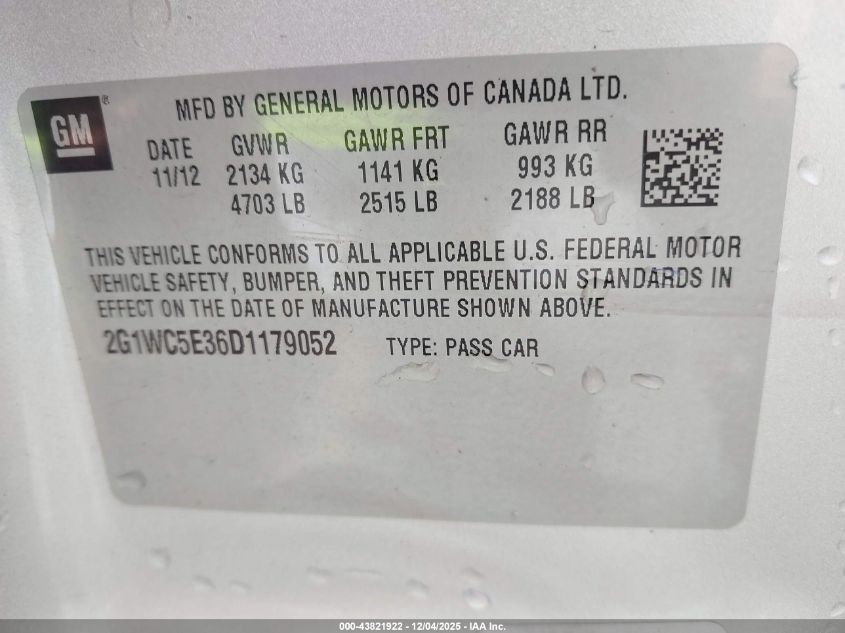 GM ®
MFD BY GENERAL MOTORS OF CANADA LTD.
DATE GVWR GAWR FRT GAWR RR
11/12 2134 KG 1141 KG 993 KG
4703 LB 2515 LB 2188 LB
THIS VEHICLE CONFORMS TO ALL APPLICABLE U.S. FEDERAL MOTOR
VEHICLE SAFETY, BUMPER, AND THEFT PREVENTION STANDARDS IN
EFFECT ON THE DATE OF MANUFACTURE SHOWN ABOVE.
2G1WC5E36D1179052 TYPE: PASS CAR
000-43821922 - 12/04/2025 - IAA Canada